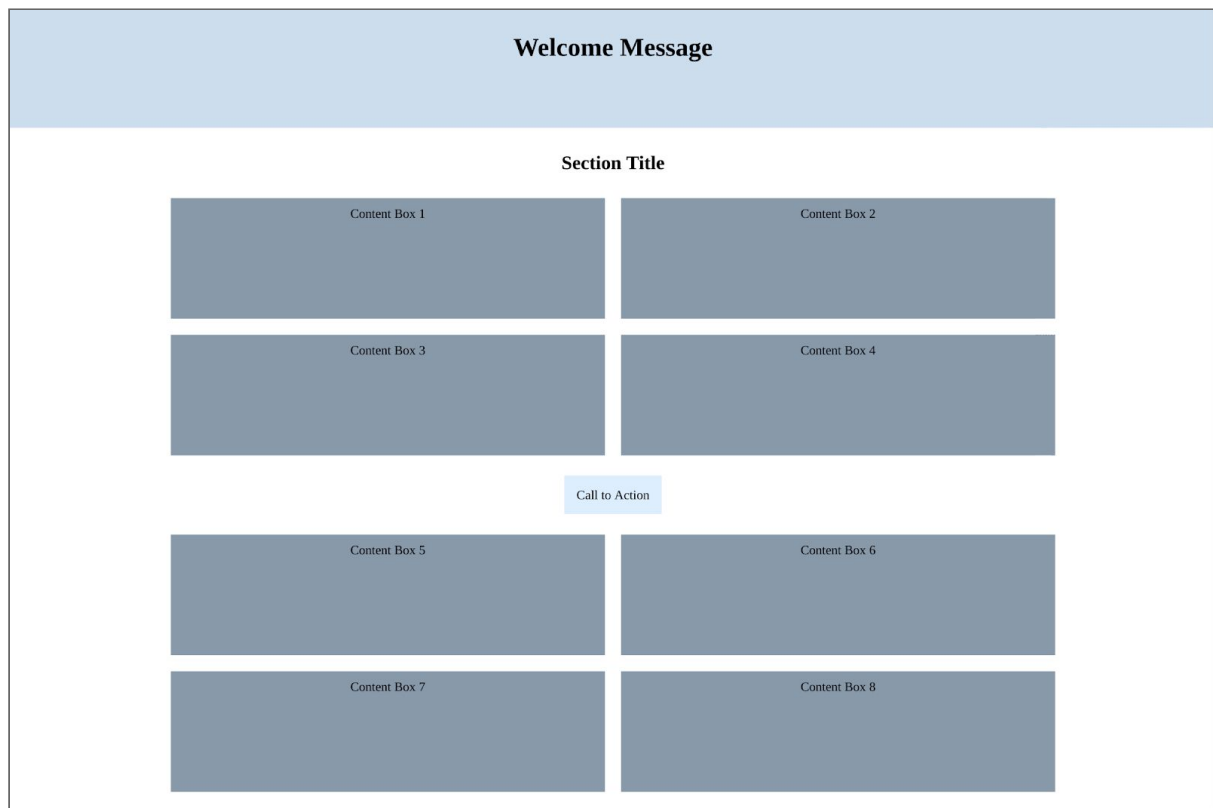 Welcome Message
Section Title
Content Box 1
Content Box 2
Content Box 3
Content Box 4
Call to Action
Content Box 5
Content Box 6
Content Box 7
Content Box 8